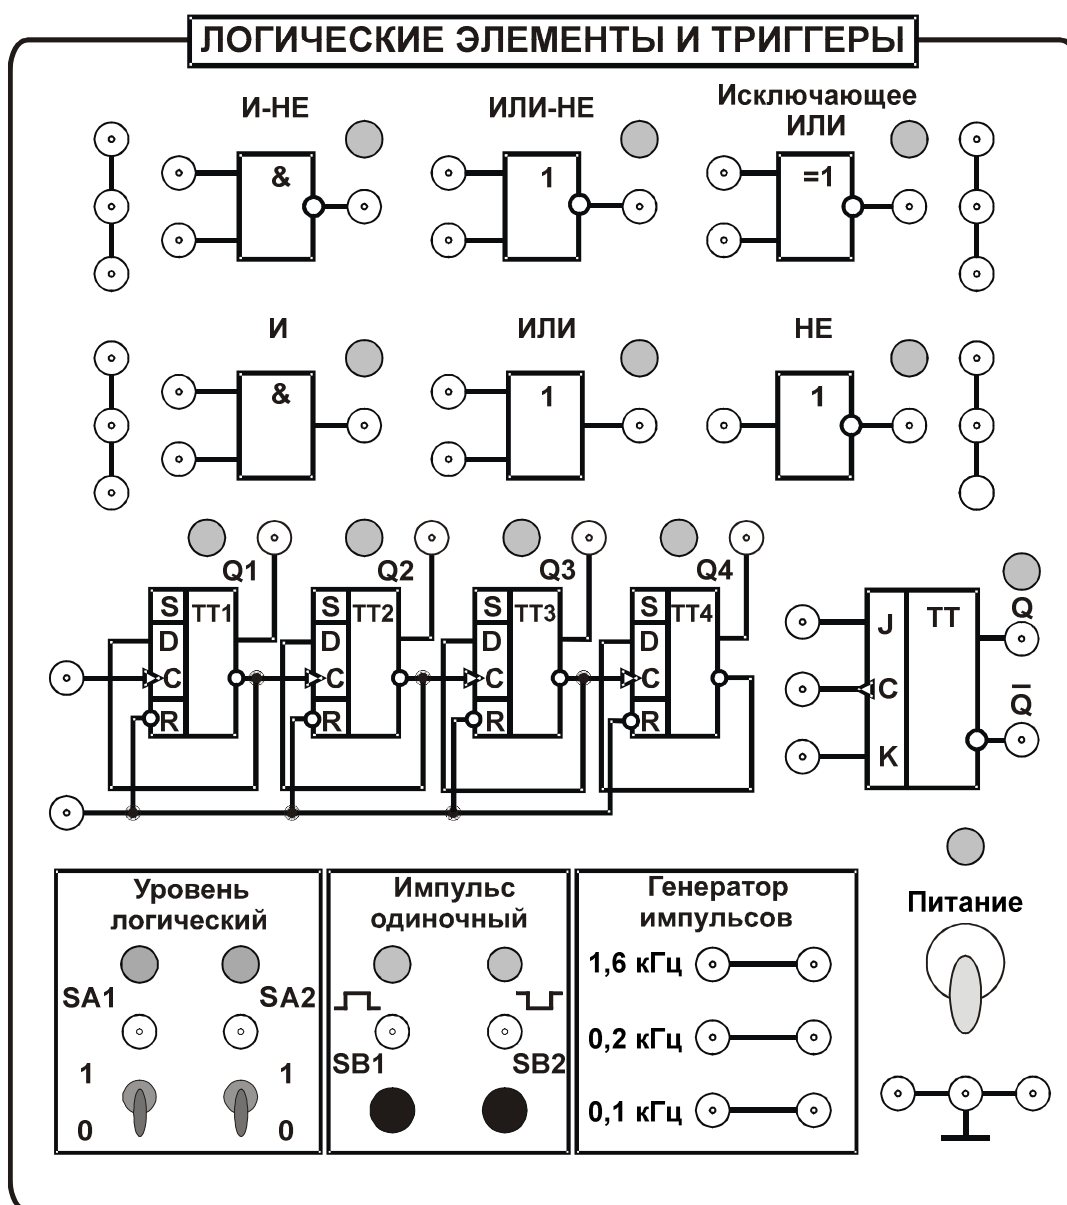 ЛОГИЧЕСКИЕ ЭЛЕМЕНТЫ И ТРИГГЕРЫ
И-НЕ
ИЛИ-НЕ
Исключающее
ИЛИ
&
1
=1
И
ИЛИ
НЕ
&
1
1
Q1
Q2
Q3
Q4
S TT1
D
C
R
S TT2
D
C
R
S TT3
D
C
R
S TT4
D
C
R
J TT
C
K
Q
Q̅
Уровень
логический
SA1
SA2
1
1
0
0
Импульс
одиночный
SB1
SB2
Генератор
импульсов
1,6 кГц
0,2 кГц
0,1 кГц
Питание